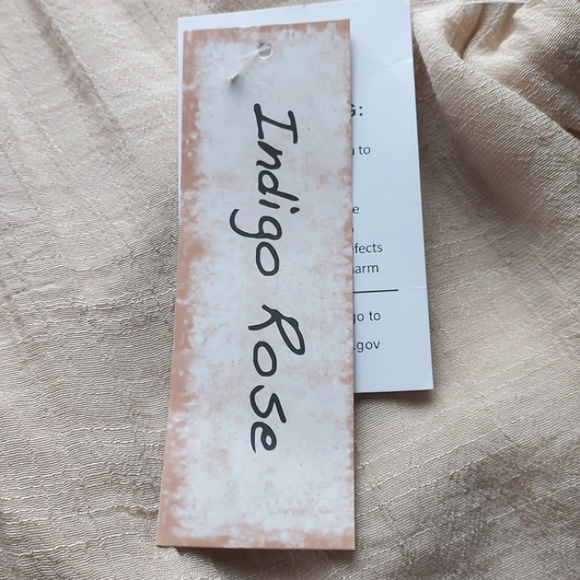 Indigo Rose
G:
to
e
fects
arm
go to
.gov